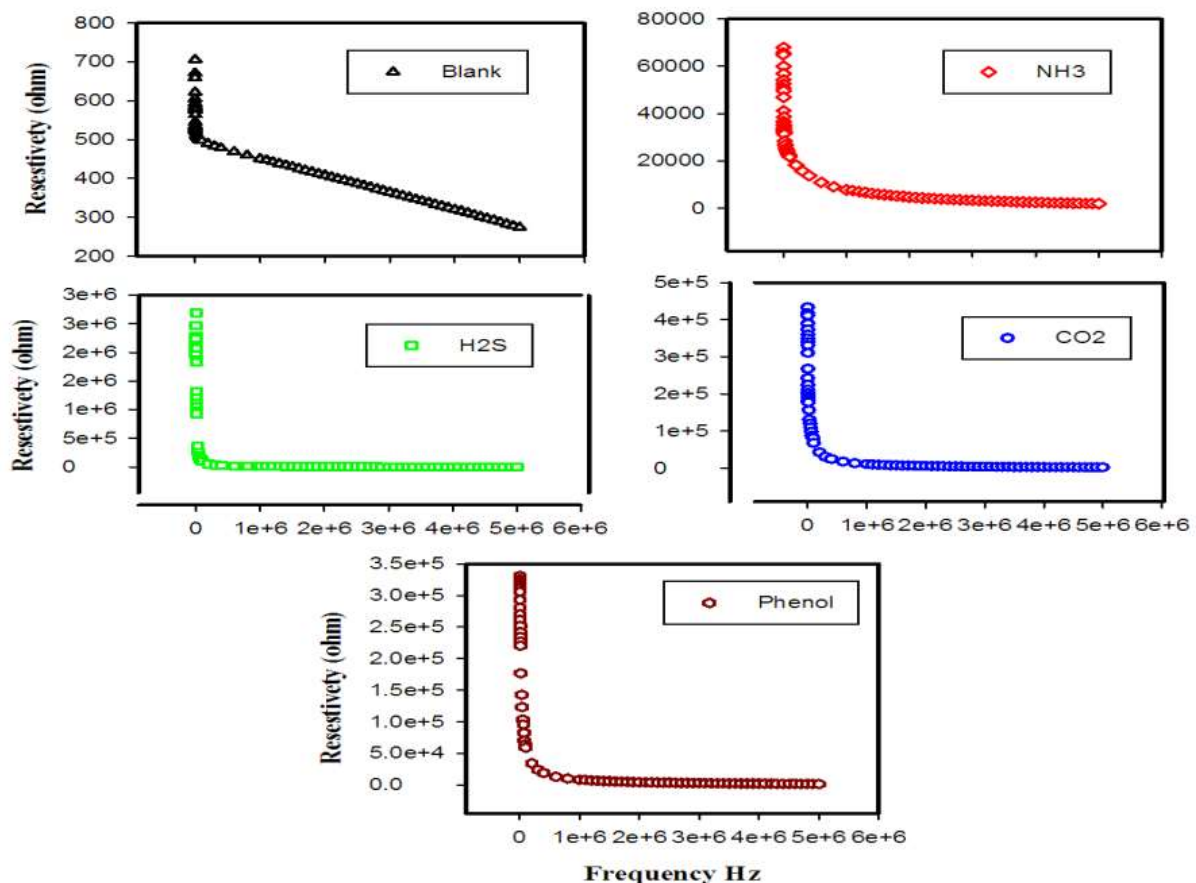 Resestivety (ohm)
800
700
600
500
400
300
200
Blank
80000
60000
40000
20000
0
NH3
Resestivety (ohm)
3e+6
3e+6
2e+6
2e+6
1e+6
5e+5
0
H2S
0 1e+6 2e+6 3e+6 4e+6 5e+6 6e+6
5e+5
4e+5
3e+5
2e+5
1e+5
0
CO2
0 1e+6 2e+6 3e+6 4e+6 5e+6 6e+6
Resestivety (ohm)
3.5e+5
3.0e+5
2.5e+5
2.0e+5
1.5e+5
1.0e+5
5.0e+4
0.0
Phenol
0 1e+6 2e+6 3e+6 4e+6 5e+6 6e+6
Frequency Hz